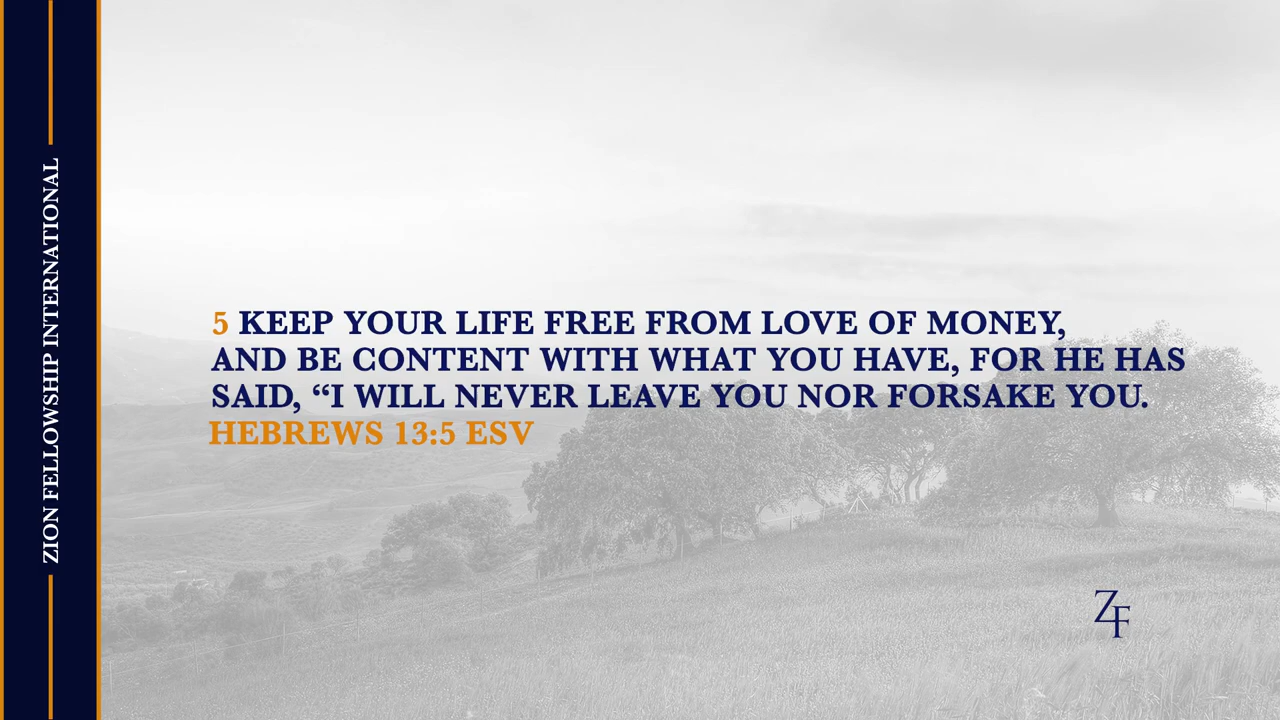 ZION FELLOWSHIP INTERNATIONAL
5 KEEP YOUR LIFE FREE FROM LOVE OF MONEY,
AND BE CONTENT WITH WHAT YOU HAVE, FOR HE HAS
SAID, “I WILL NEVER LEAVE YOU NOR FORSAKE YOU.
HEBREWS 13:5 ESV
ZF